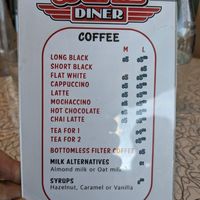 DINER
COFFEE
M L
LONG BLACK
SHORT BLACK
FLAT WHITE
CAPPUCCINO
LATTE
MOCHACCINO
HOT CHOCOLATE
CHAI LATTE
TEA FOR 1
TEA FOR 2
BOTTOMLESS FILTER COFFEE
MILK ALTERNATIVES
Almond milk or Oat milk
SYRUPS
Hazelnut, Caramel or Vanilla